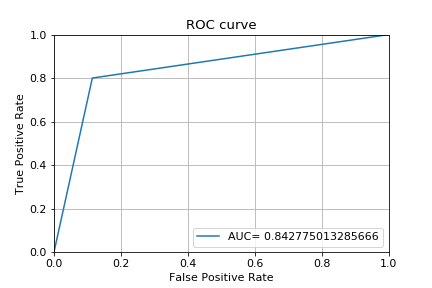 ROC curve
1.0
0.8
0.6
0.4
0.2
0.0
True Positive Rate
AUC= 0.842775013285666
0.0 0.2 0.4 0.6 0.8 1.0
False Positive Rate